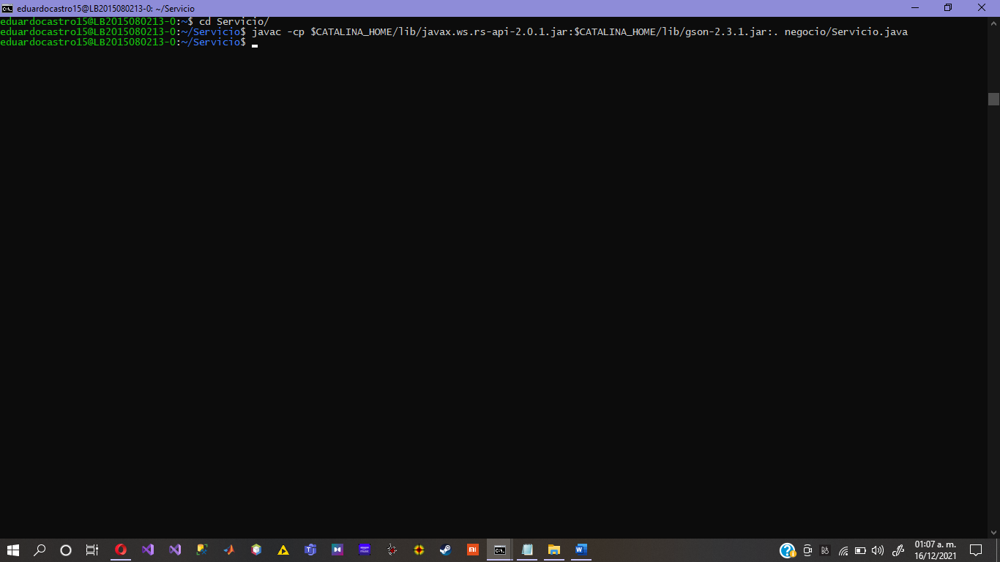 eduardocastro15@LB2015080213-0: ~/Servicio
eduardocastro15@LB2015080213-0:~$ cd Servicio/
eduardocastro15@LB2015080213-0:~/Servicio$ javac -cp $CATALINA_HOME/lib/javax.ws.rs-api-2.0.1.jar:$CATALINA_HOME/lib/gson-2.3.1.jar:. negocio/Servicio.java
eduardocastro15@LB2015080213-0:~/Servicio$
01:07 a. m.
16/12/2021